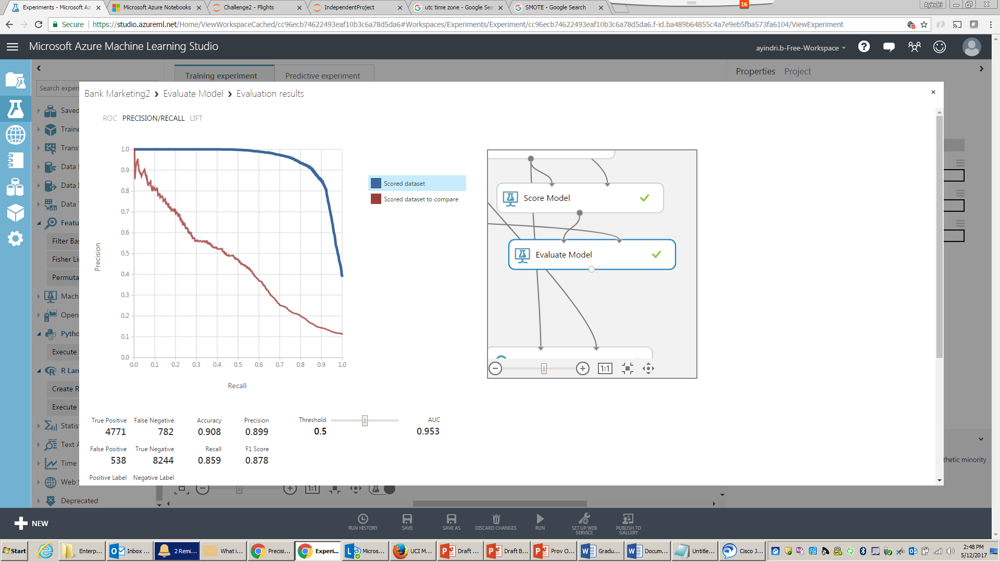 Experiments - Microsoft Az
Microsoft Azure Notebooks
Challenge2 - Flights
IndependentProject
utc time zone - Google Sea
SMOTE - Google Search
16
Ayindri
Secure
https://studio.azureml.net/Home/ViewWorkspaceCached/cc96ecb74622493eaf10b3c6a78d5da6#Workspaces/Experiments/Experiment/cc96ecb74622493eaf10b3c6a78d5da6.f-id.ba489b64855c4a7e9eb5fba573fa6104/ViewExperiment
Microsoft Azure Machine Learning Studio
ayindri.b-Free-Workspace
Training experiment
Predictive experiment
Properties
Project
Search experi
Saved
Traine
Transf
Data I
Data T
Featu
Filter Bas
Fisher Li
Permuta
Mach
Open
Pytho
Execute
R Lan
Create R
Execute
Statis
Text A
Time
Web S
Deprecated
Bank Marketing2 › Evaluate Model › Evaluation results
ROC PRECISION/RECALL LIFT
1.0
0.9
0.8
0.7
0.6
0.5
0.4
0.3
0.2
0.1
0.0
Precision
0.0 0.1 0.2 0.3 0.4 0.5 0.6 0.7 0.8 0.9 1.0
Recall
Scored dataset
Scored dataset to compare
Score Model
Evaluate Model
1:1
True Positive False Negative Accuracy Precision Threshold AUC
4771 782 0.908 0.899 0.5 0.953
False Positive True Negative Recall F1 Score
538 8244 0.859 0.878
Positive Label Negative Label
thetic minority
1:1
NEW
RUN HISTORY
SAVE
SAVE AS
DISCARD CHANGES
RUN
SET UP WEB
SERVICE
PUBLISH TO
GALLERY
Start
Enterp...
Inbox ...
2 Remi...
What i...
Precisi...
Experi...
Micros...
UCI M...
Draft ...
Draft B...
Prov O...
Gradu...
Docum...
Untitle...
Cisco J...
2:48 PM
5/12/2017